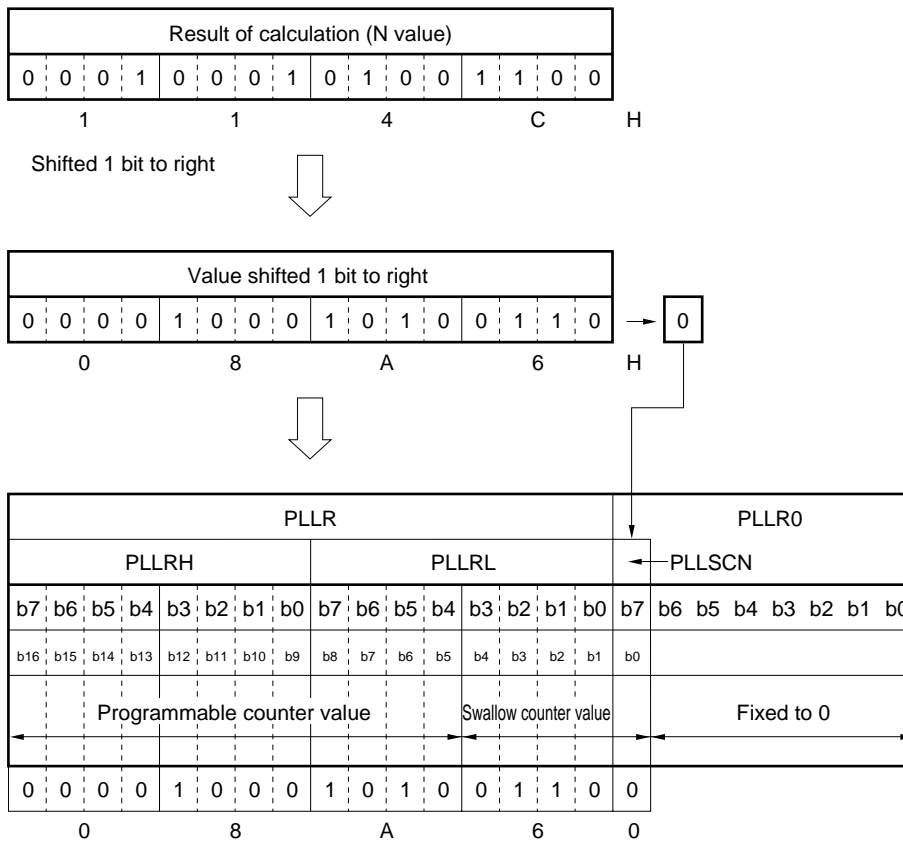 Result of calculation (N value)
0 0 0 1 0 0 0 1 0 1 0 0 1 1 0 0
1 1 4 C H
Shifted 1 bit to right
Value shifted 1 bit to right
0 0 0 0 1 0 0 0 1 0 1 0 0 1 1 0 0
0 8 A 6 H
PLLR PLLR0
PLLRH PLLRL PLLSCN
b7 b6 b5 b4 b3 b2 b1 b0 b7 b6 b5 b4 b3 b2 b1 b0 b7 b6 b5 b4 b3 b2 b1 b0
b16 b15 b14 b13 b12 b11 b10 b9 b8 b7 b6 b5 b4 b3 b2 b1 b0
Programmable counter value Swallow counter value Fixed to 0
0 0 0 0 1 0 0 0 1 0 1 0 0 1 1 0 0
0 8 A 6 0